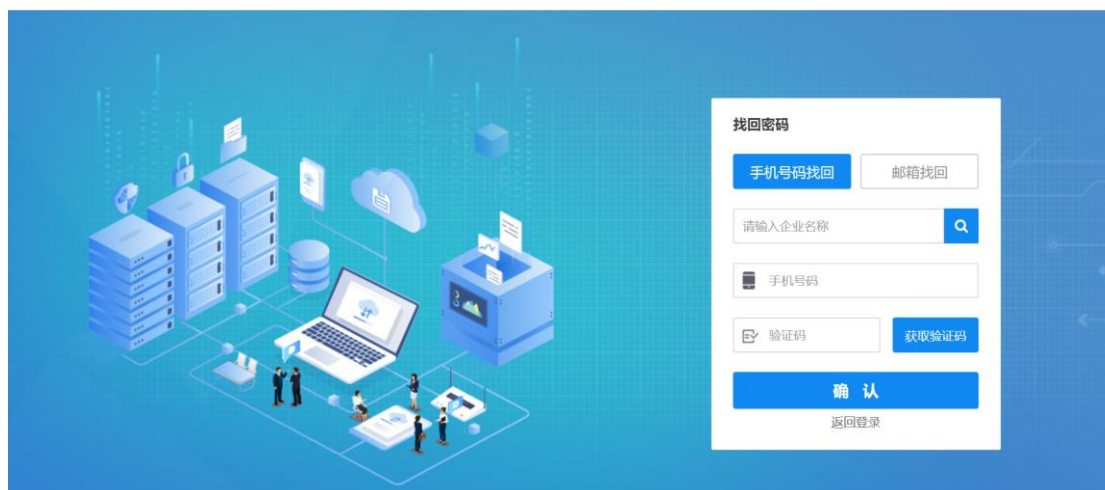 找回密码
手机号码找回 邮箱找回
请输入企业名称
手机号码
验证码 获取验证码
确 认
返回登录